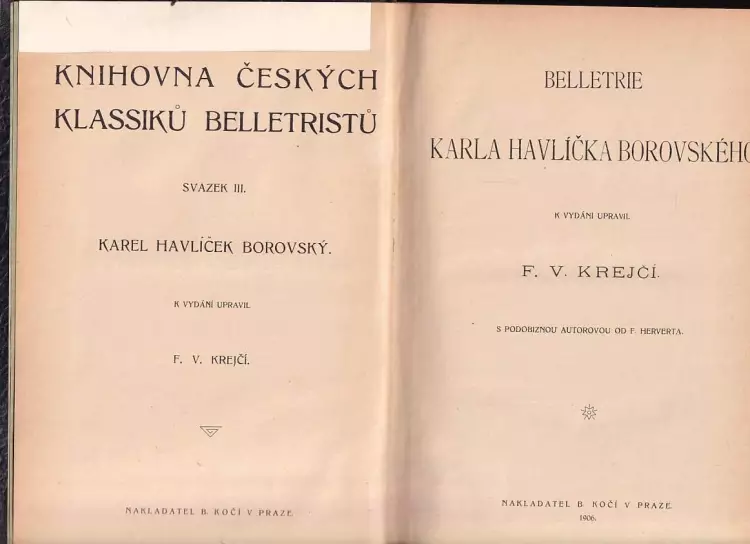 KNIHOVNA ČESKÝCH
KLASSIKŮ BELLETRISTŮ
SVAZEK III.
KAREL HAVLÍČEK BOROVSKÝ.
K VYDÁNÍ UPRAVIL
F. V. KREJČÍ.
NAKLADATEL B. KOČÍ V PRAZE
BELLETRIE
KARLA HAVLÍČKA BOROVSKÉHO
K VYDÁNÍ UPRAVIL
F. V. KREJČÍ.
S PODOBIZNOU AUTOROVOU OD F. HERVERTA.
NAKLADATEL B. KOČÍ V PRAZE
1906.